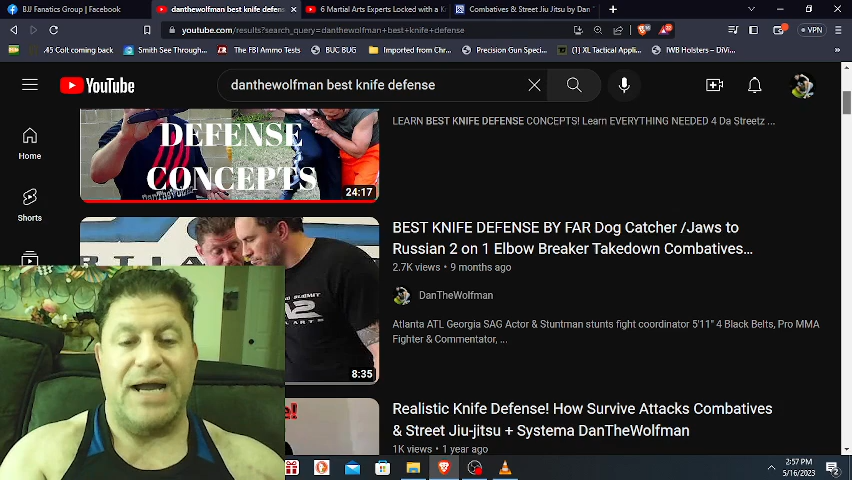 BJJ Fanatics Group | Facebook
danthewolfman best knife defens
6 Martial Arts Experts Locked with a K
Combatives & Street Jiu Jitsu by Dan
youtube.com/results?search_query=danthewolfman+best+knife+defense
VPN
.45 Colt coming back
Smith See Through...
The FBI Ammo Tests
BUC BUG
Imported from Chr...
Precision Gun Speci...
(1) XL Tactical Appli...
IWB Holsters – DiVi...
YouTube
danthewolfman best knife defense
DEFENSE
CONCEPTS
24:17
LEARN BEST KNIFE DEFENSE CONCEPTS! Learn EVERYTHING NEEDED 4 Da Streetz ...
Home
Shorts
BEST KNIFE DEFENSE BY FAR Dog Catcher /Jaws to
Russian 2 on 1 Elbow Breaker Takedown Combatives...
2.7K views • 9 months ago
DanTheWolfman
Atlanta ATL Georgia SAG Actor & Stuntman stunts fight coordinator 5'11" 4 Black Belts, Pro MMA
Fighter & Commentator, ...
8:35
Realistic Knife Defense! How Survive Attacks Combatives
& Street Jiu-jitsu + Systema DanTheWolfman
1K views • 1 year ago
2:57 PM
5/16/2023